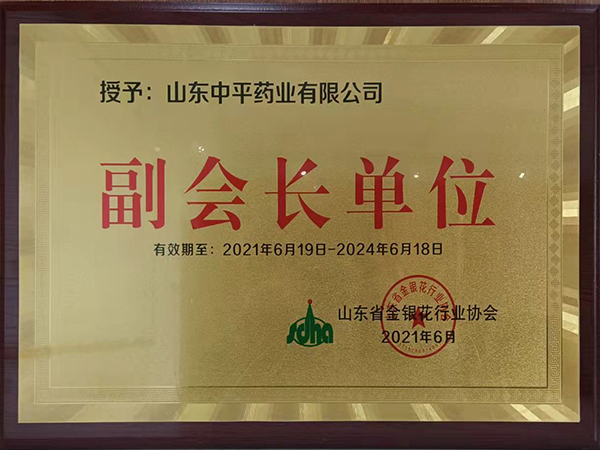 授予：山东中平药业有限公司
副会长单位
有效期至：2021年6月19日-2024年6月18日
sdha
山东省金银花行业协会
2021年6月